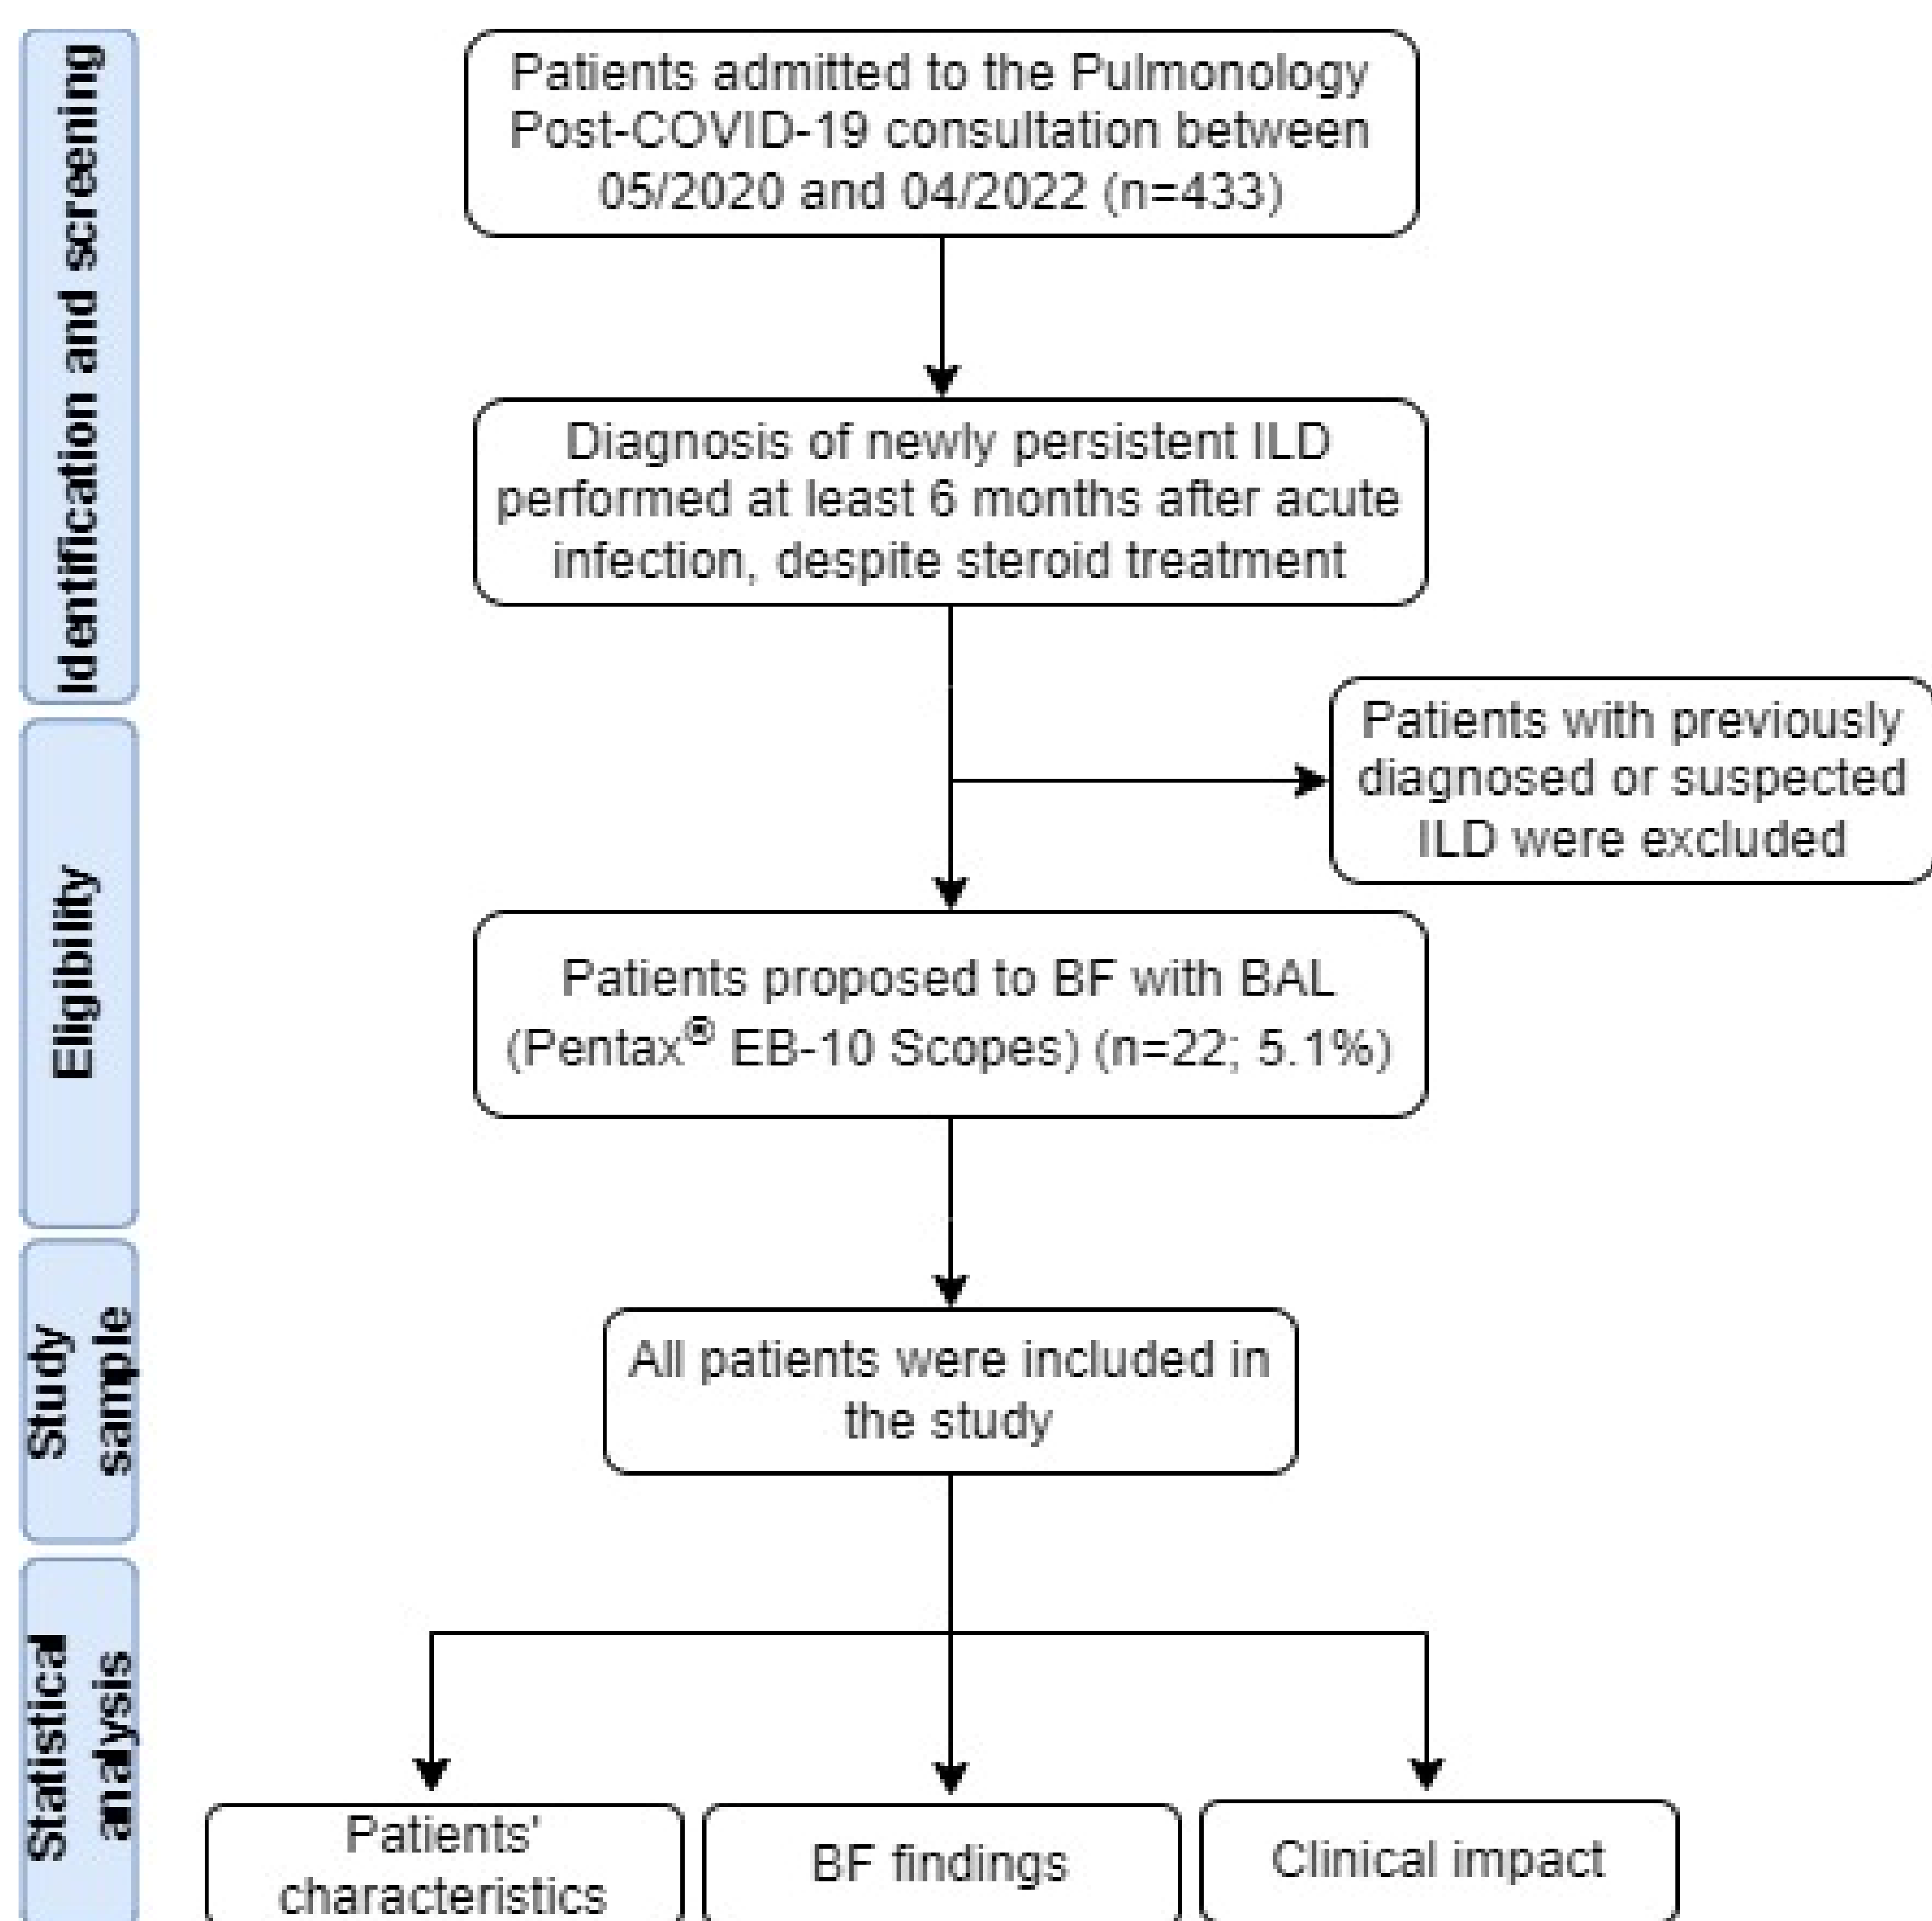 Identification and screening
Patients admitted to the Pulmonology
Post-COVID-19 consultation between
05/2020 and 04/2022 (n=433)
Diagnosis of newly persistent ILD
performed at least 6 months after acute
infection, despite steroid treatment
Eligibility
Patients with previously
diagnosed or suspected
ILD were excluded
Patients proposed to BF with BAL
(Pentax® EB-10 Scopes) (n=22; 5.1%)
Study
sample
All patients were included in
the study
Statistical
analysis
Patients'
characteristics
BF findings
Clinical impact